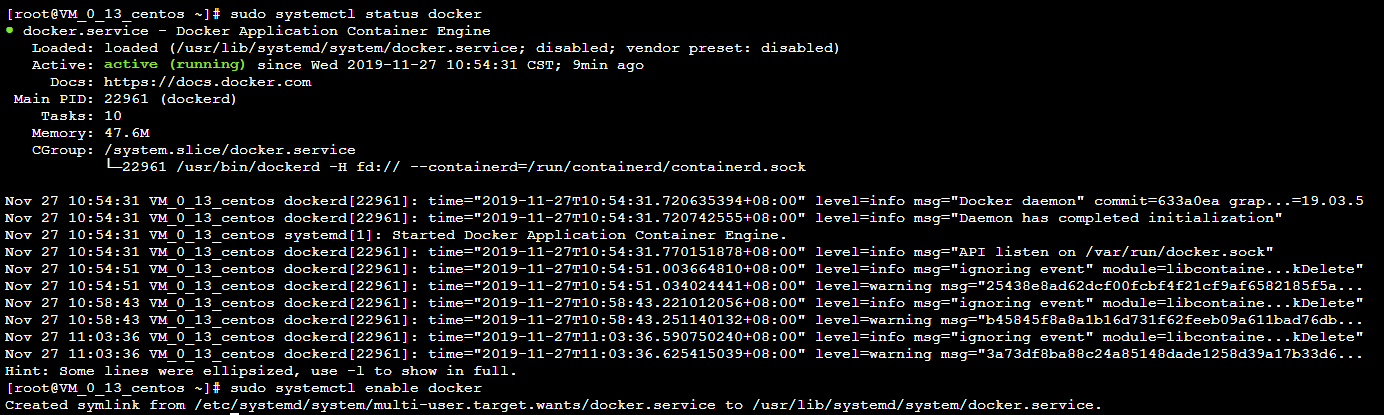 [root@VM_0_13_centos ~]# sudo systemctl status docker
● docker.service - Docker Application Container Engine
   Loaded: loaded (/usr/lib/systemd/system/docker.service; disabled; vendor preset: disabled)
   Active: active (running) since Wed 2019-11-27 10:54:31 CST; 9min ago
     Docs: https://docs.docker.com
 Main PID: 22961 (dockerd)
    Tasks: 10
   Memory: 47.6M
   CGroup: /system.slice/docker.service
           └─22961 /usr/bin/dockerd -H fd:// --containerd=/run/containerd/containerd.sock

Nov 27 10:54:31 VM_0_13_centos dockerd[22961]: time="2019-11-27T10:54:31.720635394+08:00" level=info msg="Docker daemon" commit=633a0ea grap...=19.03.5
Nov 27 10:54:31 VM_0_13_centos dockerd[22961]: time="2019-11-27T10:54:31.720742555+08:00" level=info msg="Daemon has completed initialization"
Nov 27 10:54:31 VM_0_13_centos systemd[1]: Started Docker Application Container Engine.
Nov 27 10:54:31 VM_0_13_centos dockerd[22961]: time="2019-11-27T10:54:31.770151878+08:00" level=info msg="API listen on /var/run/docker.sock"
Nov 27 10:54:51 VM_0_13_centos dockerd[22961]: time="2019-11-27T10:54:51.003664810+08:00" level=info msg="ignoring event" module=libcontaine...kDelete"
Nov 27 10:54:51 VM_0_13_centos dockerd[22961]: time="2019-11-27T10:54:51.034024441+08:00" level=warning msg="25438e8ad62dcf00fcbf4f21cf9af6582185f5a...
Nov 27 10:58:43 VM_0_13_centos dockerd[22961]: time="2019-11-27T10:58:43.221012056+08:00" level=info msg="ignoring event" module=libcontaine...kDelete"
Nov 27 10:58:43 VM_0_13_centos dockerd[22961]: time="2019-11-27T10:58:43.251140132+08:00" level=warning msg="b45845f8a8a1b16d731f62feeb09a611bad76db...
Nov 27 11:03:36 VM_0_13_centos dockerd[22961]: time="2019-11-27T11:03:36.590750240+08:00" level=info msg="ignoring event" module=libcontaine...kDelete"
Nov 27 11:03:36 VM_0_13_centos dockerd[22961]: time="2019-11-27T11:03:36.625415039+08:00" level=warning msg="3a73df8ba88c24a85148dade1258d39a17b33d6...
Hint: Some lines were ellipsized, use -l to show in full.
[root@VM_0_13_centos ~]# sudo systemctl enable docker
Created symlink from /etc/systemd/system/multi-user.target.wants/docker.service to /usr/lib/systemd/system/docker.service.